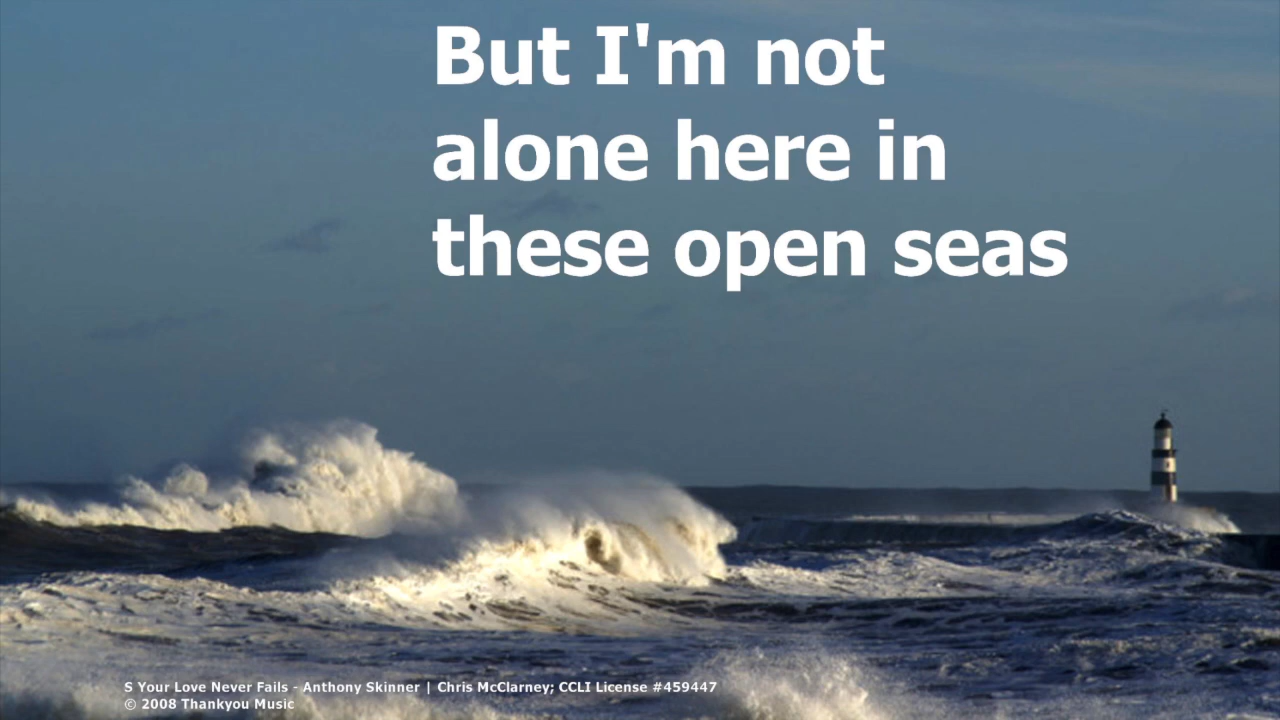 But I'm not
alone here in
these open seas
S Your Love Never Fails - Anthony Skinner | Chris McClarney; CCLI License #459447
© 2008 Thankyou Music